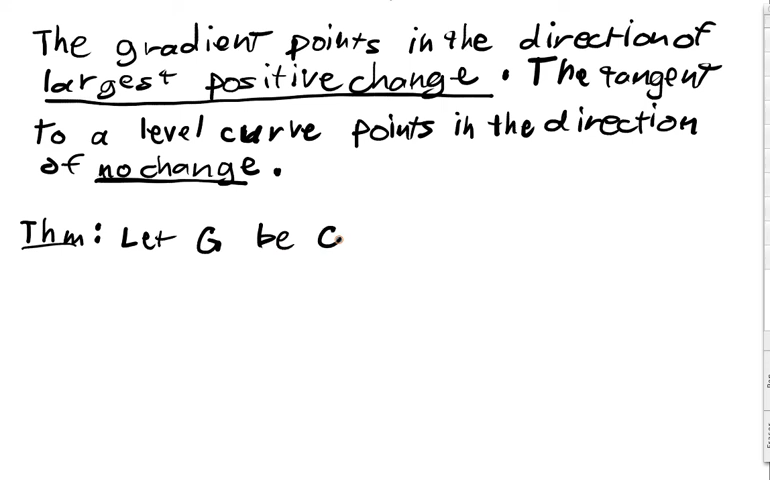 The gradient points in the direction of
largest positive change. The tangent
to a level curve points in the direction
of no change.
Thm: Let G be C